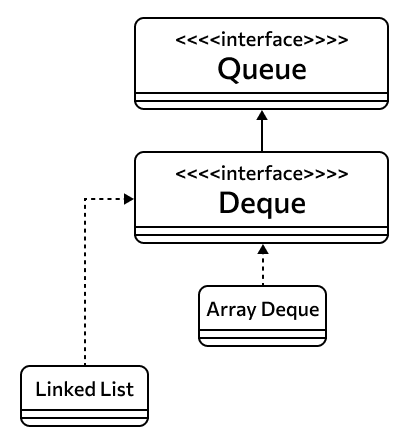 <<<<interface>>>>
Queue
<<<<interface>>>>
Deque
Array Deque
Linked List